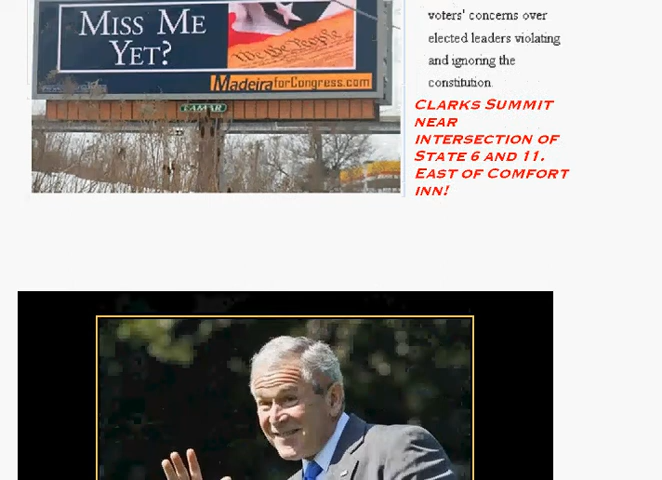 Miss Me
Yet?
We the People
MadeiraforCongress.com
LAMAR
voters' concerns over
elected leaders violating
and ignoring the
constitution.
CLARKS SUMMIT
NEAR
INTERSECTION OF
STATE 6 AND 11.
EAST OF COMFORT
INN!